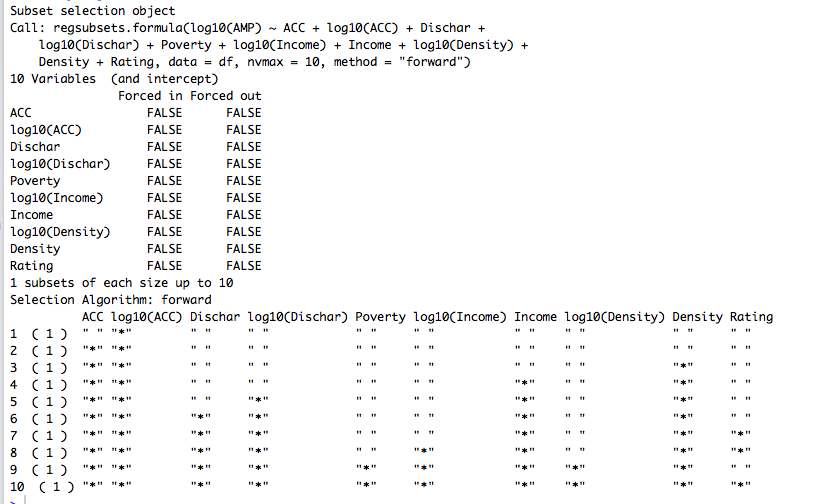 Subset selection object
Call: regsubsets.formula(log10(AMP) ~ ACC + log10(ACC) + Dischar +
    log10(Dischar) + Poverty + log10(Income) + Income + log10(Density) +
    Density + Rating, data = df, nvmax = 10, method = "forward")
10 Variables  (and intercept)
               Forced in Forced out
ACC                FALSE      FALSE
log10(ACC)         FALSE      FALSE
Dischar            FALSE      FALSE
log10(Dischar)     FALSE      FALSE
Poverty            FALSE      FALSE
log10(Income)      FALSE      FALSE
Income             FALSE      FALSE
log10(Density)     FALSE      FALSE
Density            FALSE      FALSE
Rating             FALSE      FALSE
1 subsets of each size up to 10
Selection Algorithm: forward
          ACC log10(ACC) Dischar log10(Dischar) Poverty log10(Income) Income log10(Density) Density Rating
1  ( 1 )  " " "*"        " "     " "            " "     " "           " "    " "            " "     " "
2  ( 1 )  "*" "*"        " "     " "            " "     " "           " "    " "            " "     " "
3  ( 1 )  "*" "*"        " "     " "            " "     " "           " "    " "            "*"     " "
4  ( 1 )  "*" "*"        " "     " "            " "     " "           "*"    " "            "*"     " "
5  ( 1 )  "*" "*"        " "     "*"            " "     " "           "*"    " "            "*"     " "
6  ( 1 )  "*" "*"        "*"     "*"            " "     " "           "*"    " "            "*"     " "
7  ( 1 )  "*" "*"        "*"     "*"            " "     " "           "*"    " "            "*"     "*"
8  ( 1 )  "*" "*"        "*"     "*"            " "     "*"           "*"    " "            "*"     "*"
9  ( 1 )  "*" "*"        "*"     "*"            "*"     "*"           "*"    "*"            "*"     " "
10  ( 1 ) "*" "*"        "*"     "*"            "*"     "*"           "*"    "*"            "*"     "*"